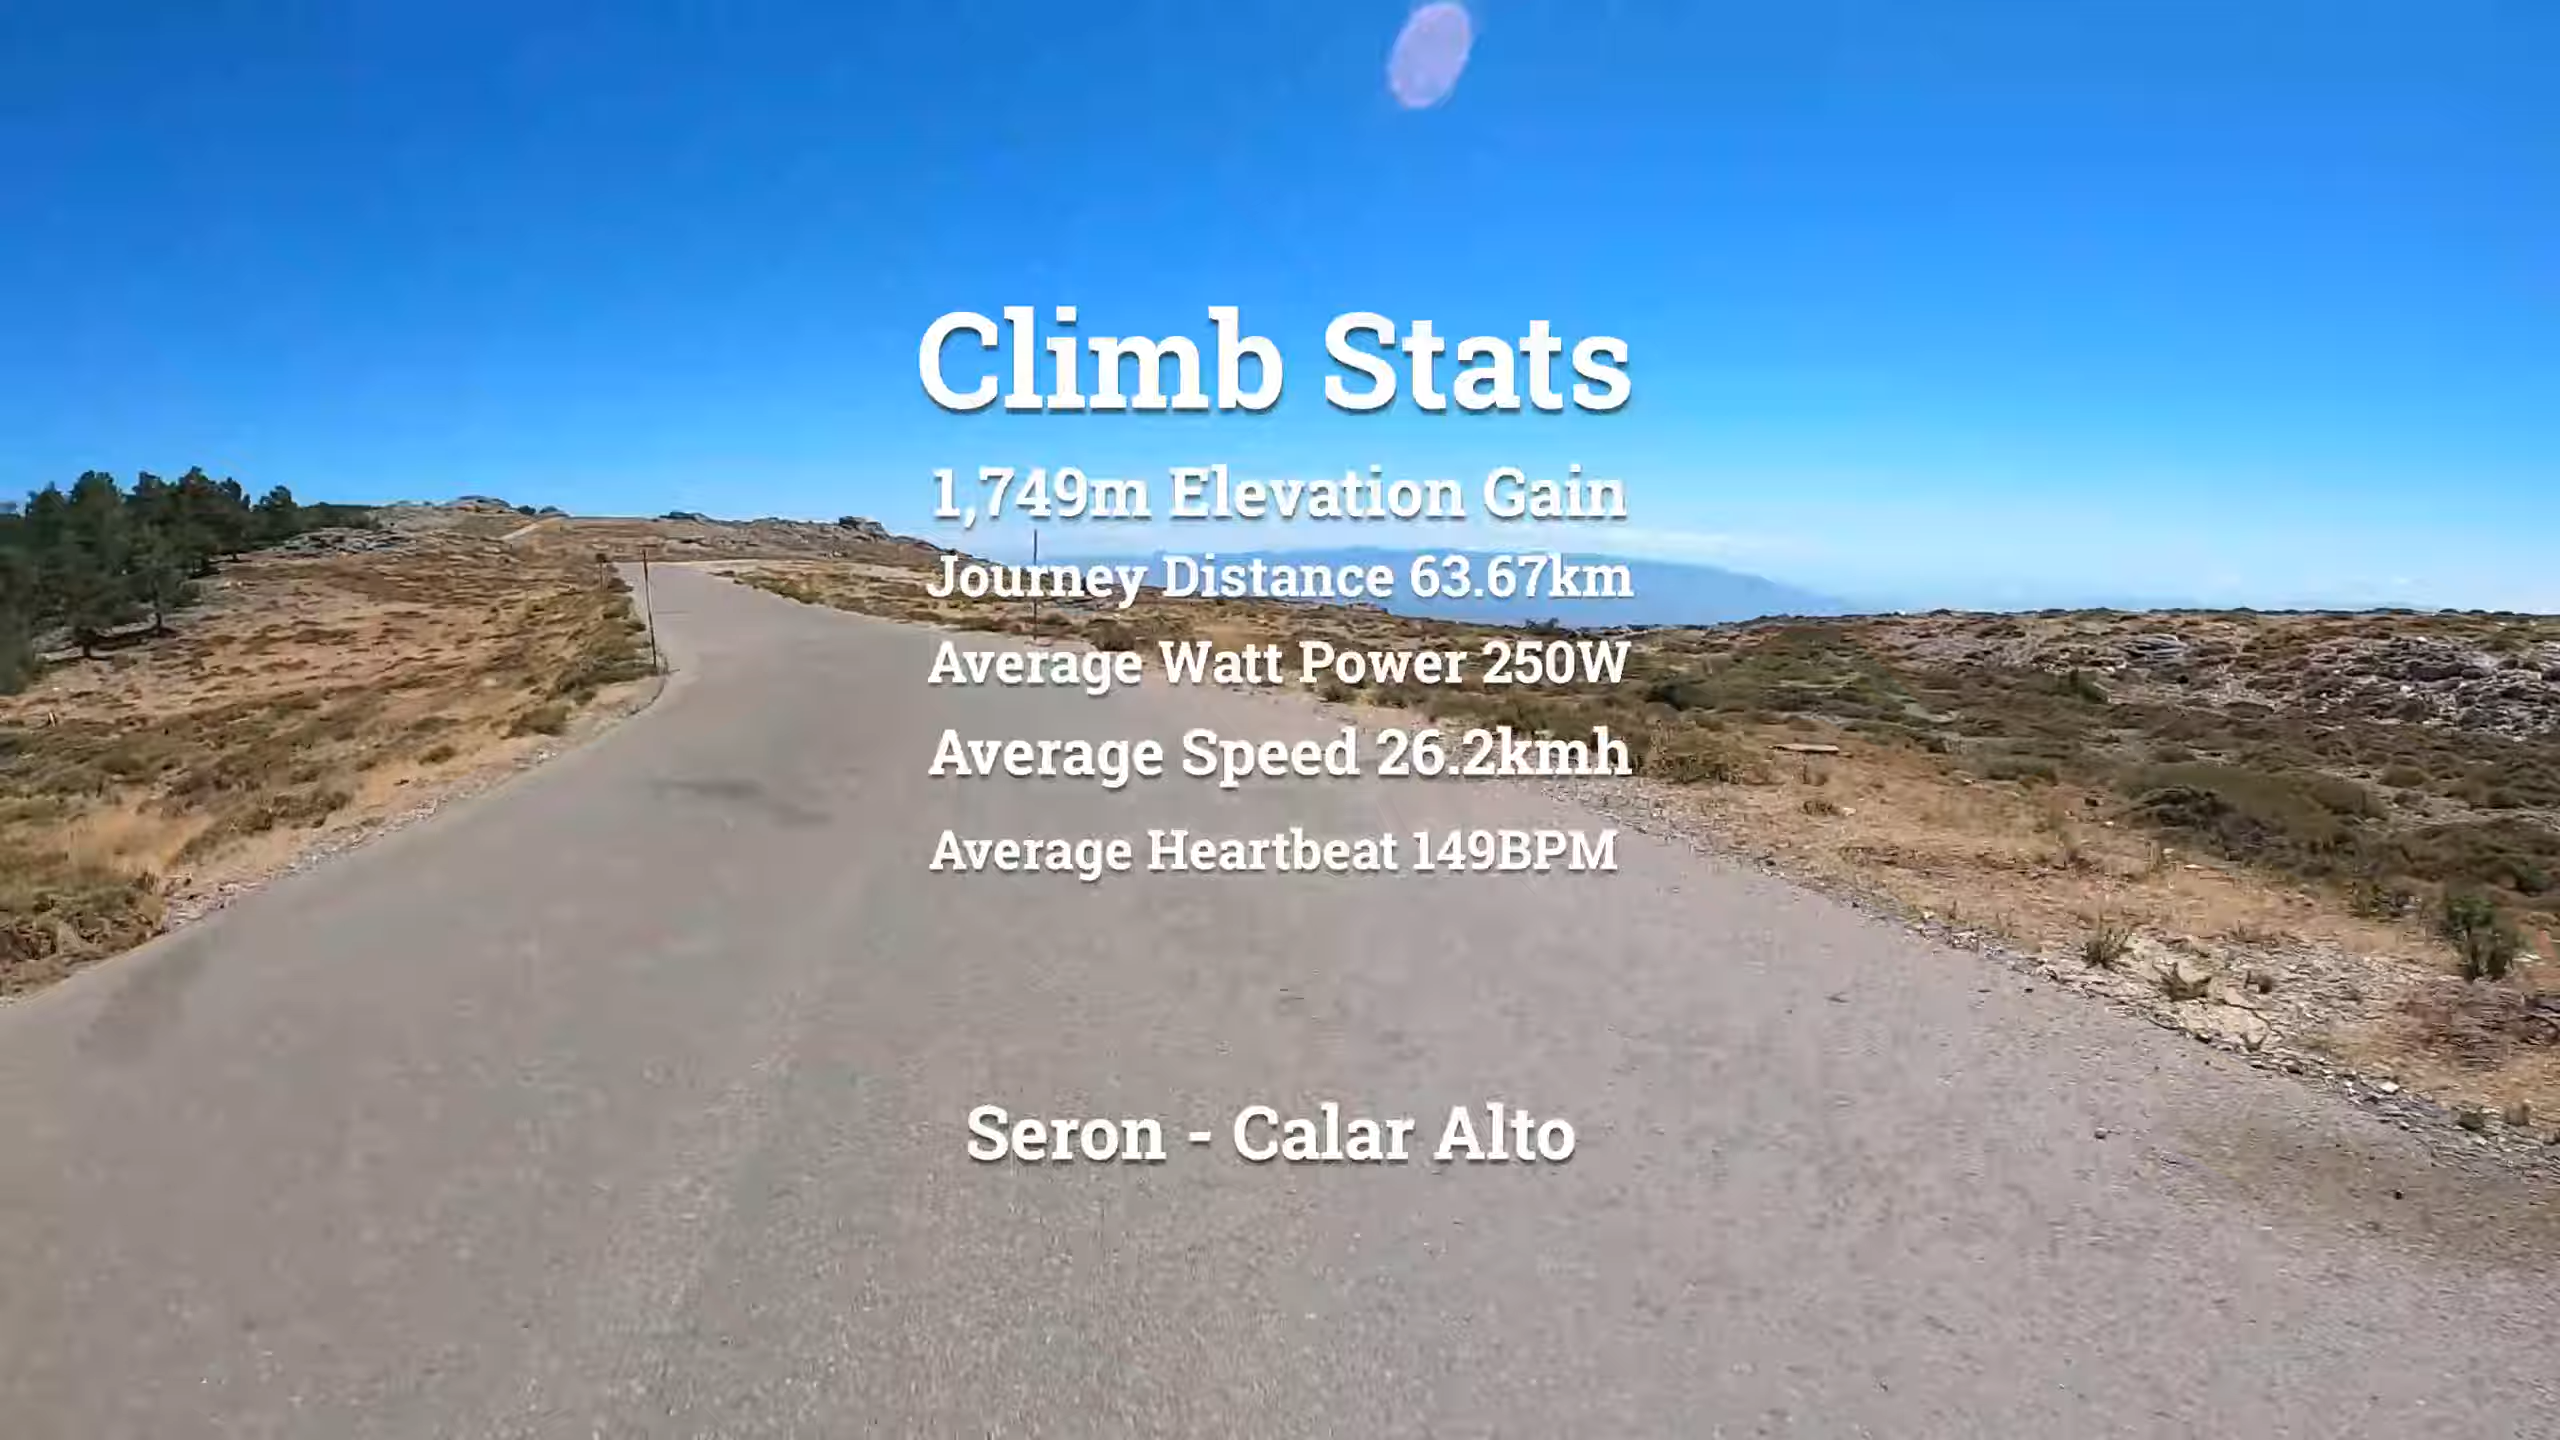 Climb Stats
1,749m Elevation Gain
Journey Distance 63.67km
Average Watt Power 250W
Average Speed 26.2kmh
Average Heartbeat 149BPM
Seron - Calar Alto